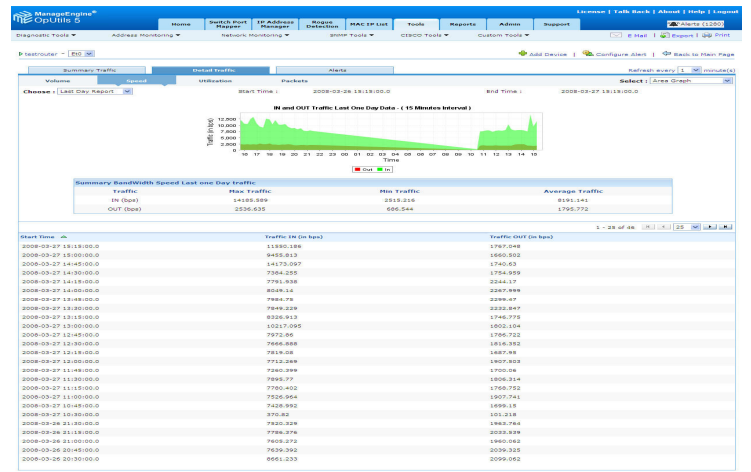 ManageEngine
OpUtils 5
License | Talk Back | About | Help | Logout
Home Switch Port Mapper IP Address Manager Rogue Detection MAC IP List Tools Reports Admin Support
Alerts (1280)
Diagnostic Tools Address Monitoring Network Monitoring SNMP Tools CISCO Tools Custom Tools E Mail | Export | Print
testrouter - Et0 Add Device | Configure Alert | Back to Main Page
Summary Traffic Detail Traffic Alerts Refresh every 1 minute(s)
Volume Speed Utilization Packets Select : Area Graph
Choose : Last Day Report Start Time : 2008-03-26 15:15:00.0 End Time : 2008-03-27 15:15:00.0
IN and OUT Traffic Last One Day Data - ( 15 Minutes Interval )
Traffic (in bps)
12,500
10,000
7,500
5,000
2,500
0
16 17 18 19 20 21 22 23 00 01 02 03 04 05 06 07 08 09 10 11 12 13 14 15
Time
Out In
Summary BandWidth Speed Last one Day traffic
Traffic Max Traffic Min Traffic Average Traffic
IN (bps) 14185.589 2515.216 8191.141
OUT (bps) 2536.635 686.544 1795.772
1 - 25 of 46 25
Start Time Traffic IN (in bps) Traffic OUT (in bps)
2008-03-27 15:15:00.0 11550.186 1767.048
2008-03-27 15:00:00.0 9455.813 1660.502
2008-03-27 14:45:00.0 14173.097 1740.63
2008-03-27 14:30:00.0 7384.255 1754.959
2008-03-27 14:15:00.0 7791.938 2244.17
2008-03-27 14:00:00.0 8049.14 2267.999
2008-03-27 13:45:00.0 7984.75 2299.47
2008-03-27 13:30:00.0 7849.229 2232.847
2008-03-27 13:15:00.0 8326.913 1746.775
2008-03-27 13:00:00.0 10217.095 1802.104
2008-03-27 12:45:00.0 7972.86 1786.722
2008-03-27 12:30:00.0 7666.888 1816.352
2008-03-27 12:15:00.0 7819.08 1687.95
2008-03-27 12:00:00.0 7712.269 1907.503
2008-03-27 11:45:00.0 7260.399 1700.06
2008-03-27 11:30:00.0 7895.77 1806.314
2008-03-27 11:15:00.0 7780.402 1768.752
2008-03-27 11:00:00.0 7526.964 1907.741
2008-03-27 10:45:00.0 7428.992 1699.15
2008-03-27 10:30:00.0 370.82 101.218
2008-03-26 21:30:00.0 7820.329 1963.764
2008-03-26 21:15:00.0 7786.376 2033.539
2008-03-26 21:00:00.0 7605.272 1960.062
2008-03-26 20:45:00.0 7639.392 2039.325
2008-03-26 20:30:00.0 8661.233 2099.062